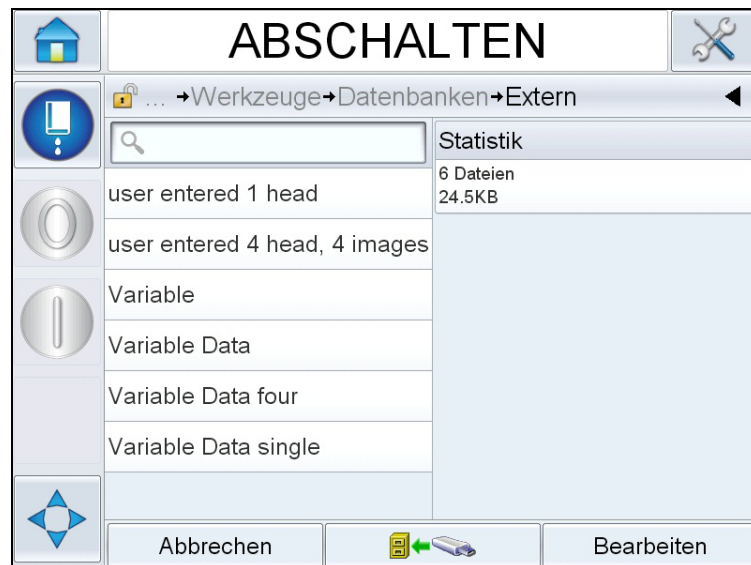 ABSCHALTEN
... →Werkzeuge→Datenbanken→Extern
Statistik
6 Dateien
24.5KB
user entered 1 head
user entered 4 head, 4 images
Variable
Variable Data
Variable Data four
Variable Data single
Abbrechen
Bearbeiten